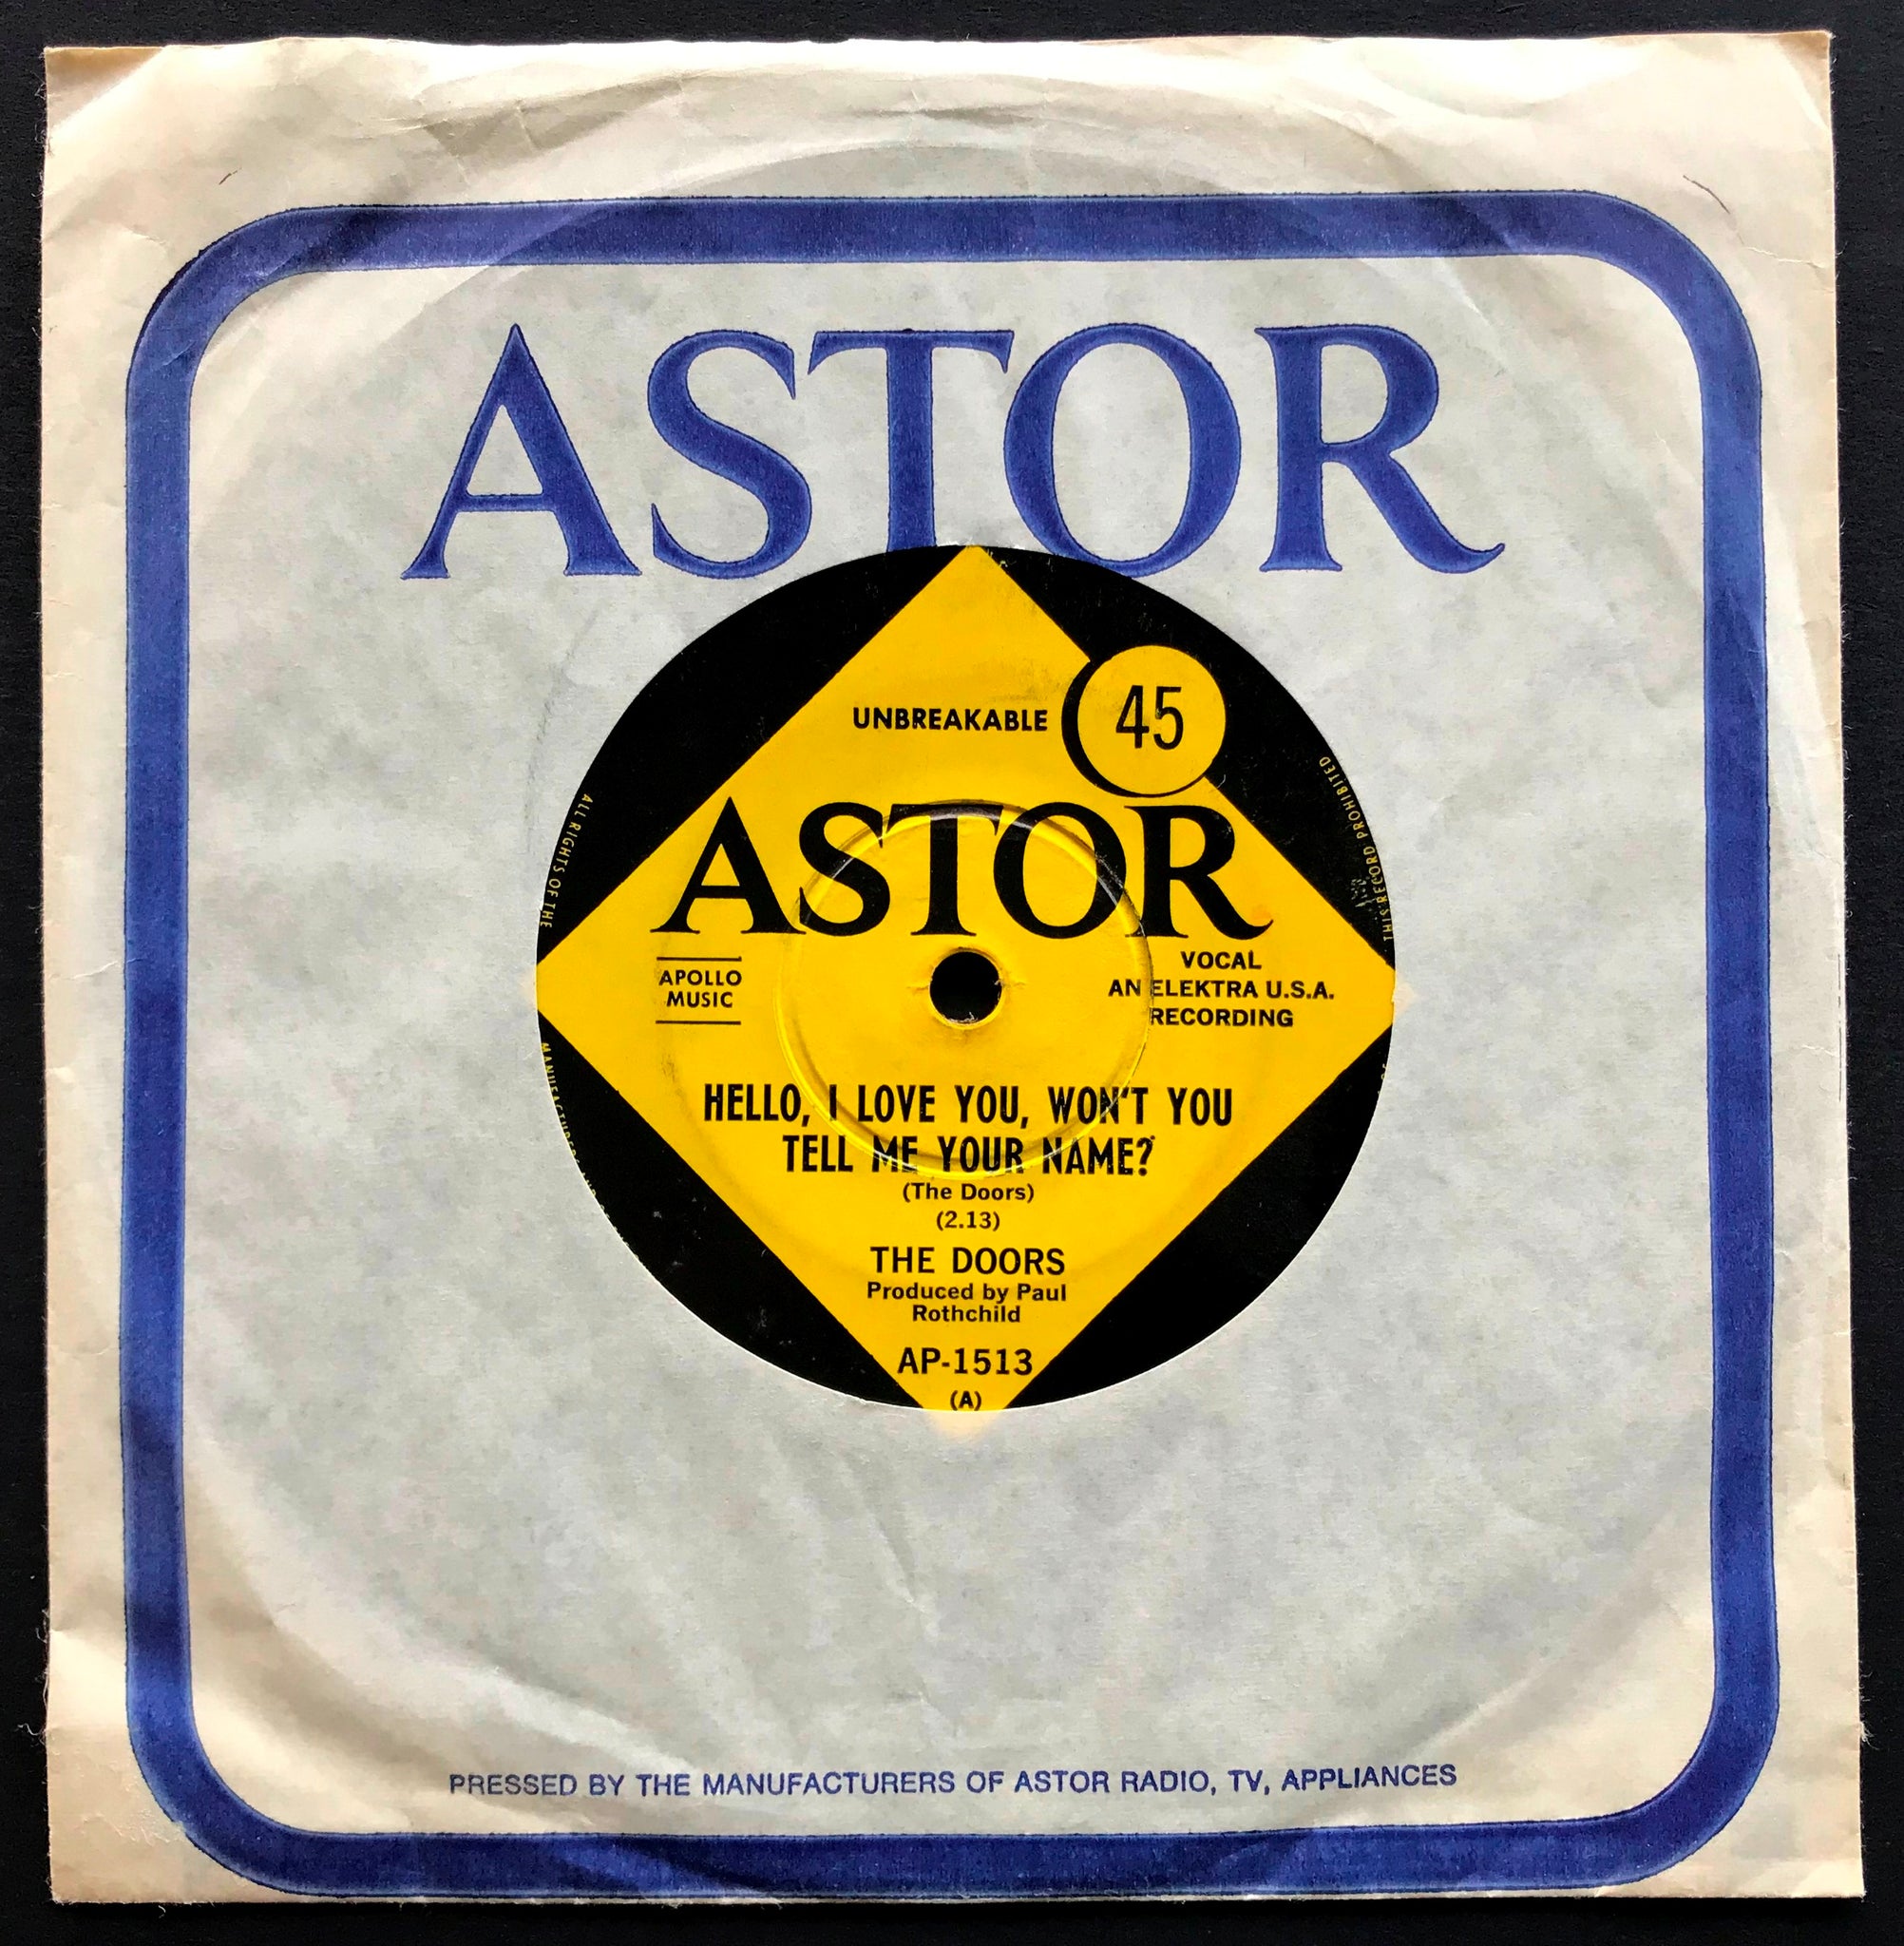 ASTOR
UNBREAKABLE
45
ASTOR
ALL RIGHTS OF THE
THIS RECORD PROHIBITED
APOLLO
MUSIC
VOCAL
AN ELEKTRA U.S.A.
RECORDING
HELLO, I LOVE YOU, WON'T YOU
TELL ME YOUR NAME?
(The Doors)
(2.13)
THE DOORS
Produced by Paul
Rothchild
AP-1513
(A)
PRESSED BY THE MANUFACTURERS OF ASTOR RADIO, TV, APPLIANCES